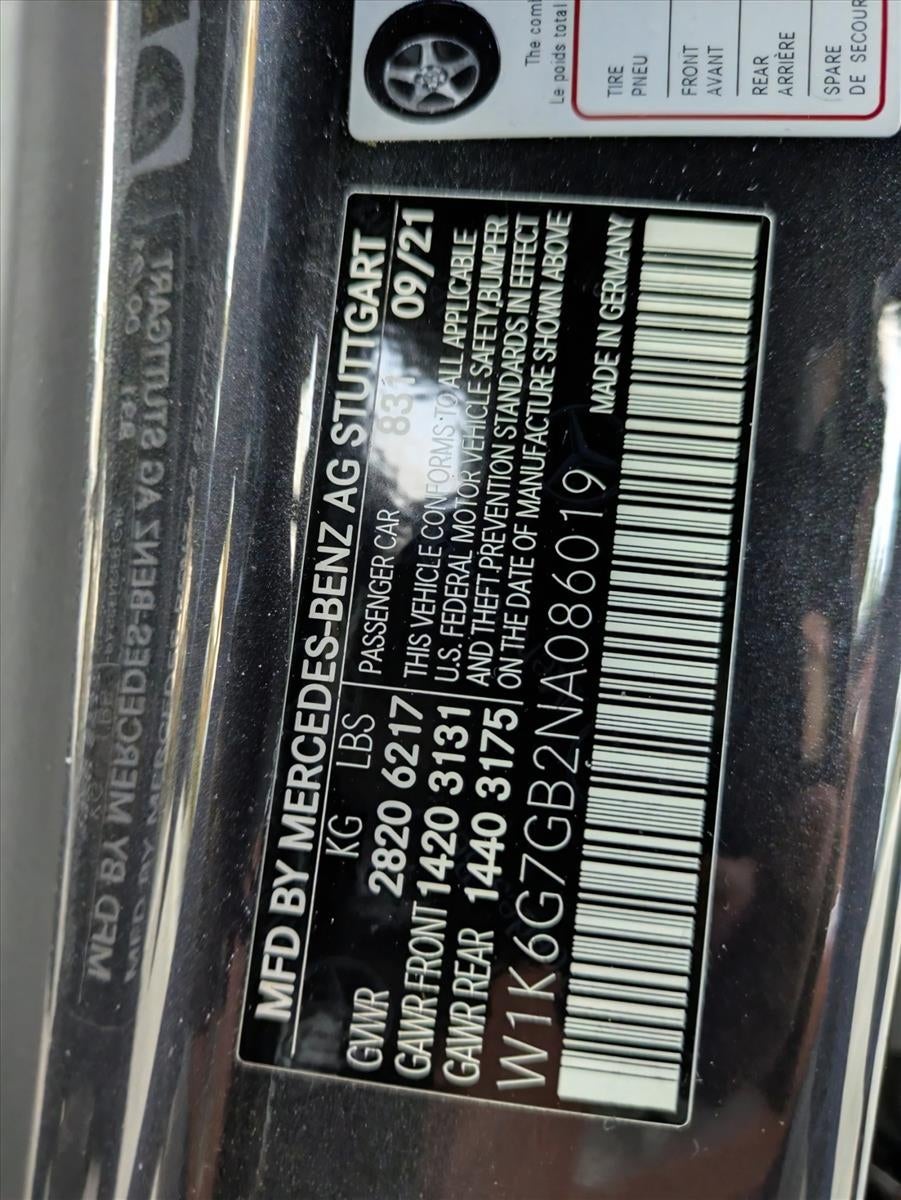 MFD BY MERCEDES-BENZ AG STUTTGART
KG LBS PASSENGER CAR 831 09/21
GVWR 2820 6217 THIS VEHICLE CONFORMS TO ALL APPLICABLE
GAWR FRONT 1420 3131 U.S. FEDERAL MOTOR VEHICLE SAFETY, BUMPER
GAWR REAR 1440 3175 AND THEFT PREVENTION STANDARDS IN EFFECT
ON THE DATE OF MANUFACTURE SHOWN ABOVE
W1K6G7GB2NA086019 MADE IN GERMANY
The
Le poids total
TIRE
PNEU
FRONT
AVANT
REAR
ARRIÈRE
SPARE
DE SECOUR